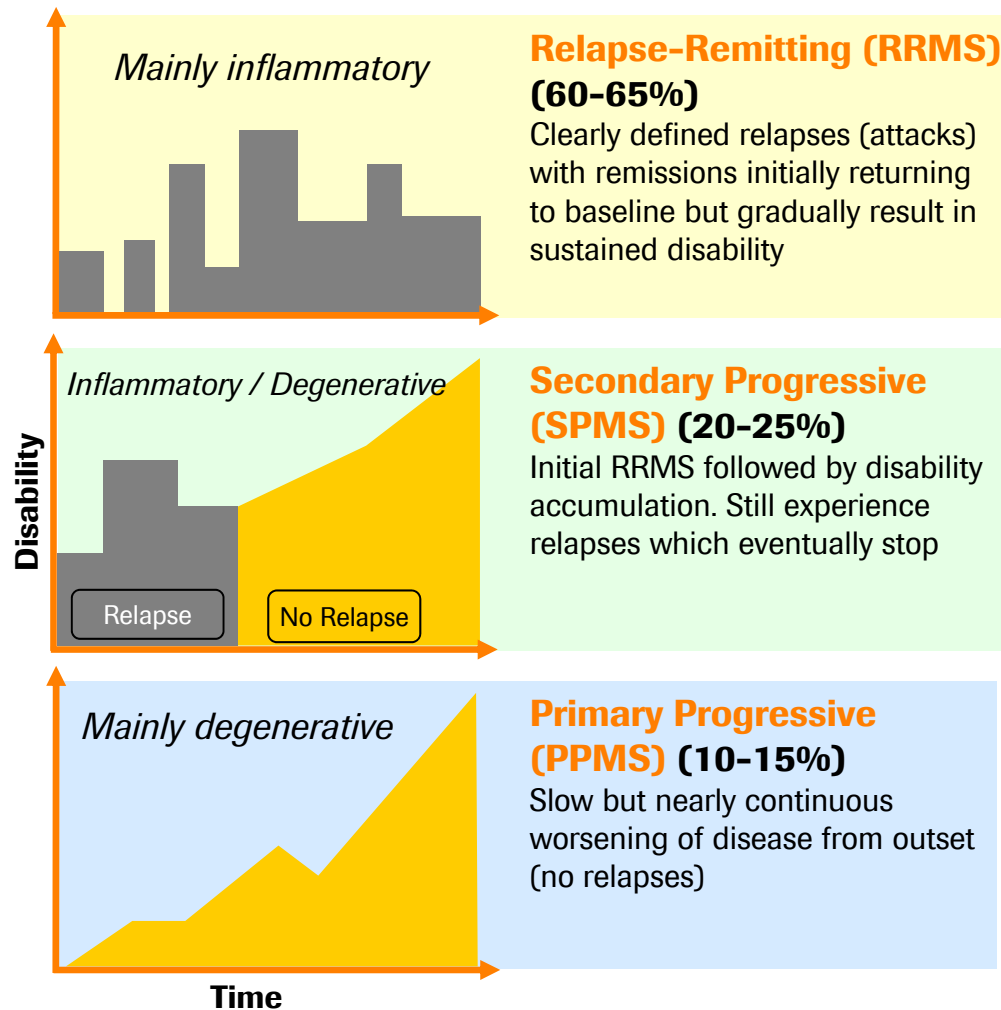 Mainly inflammatory
Relapse-Remitting (RRMS)
(60-65%)
Clearly defined relapses (attacks)
with remissions initially returning
to baseline but gradually result in
sustained disability
Disability
Inflammatory / Degenerative
Relapse
No Relapse
Secondary Progressive
(SPMS) (20-25%)
Initial RRMS followed by disability
accumulation. Still experience
relapses which eventually stop
Mainly degenerative
Primary Progressive
(PPMS) (10-15%)
Slow but nearly continuous
worsening of disease from outset
(no relapses)
Time